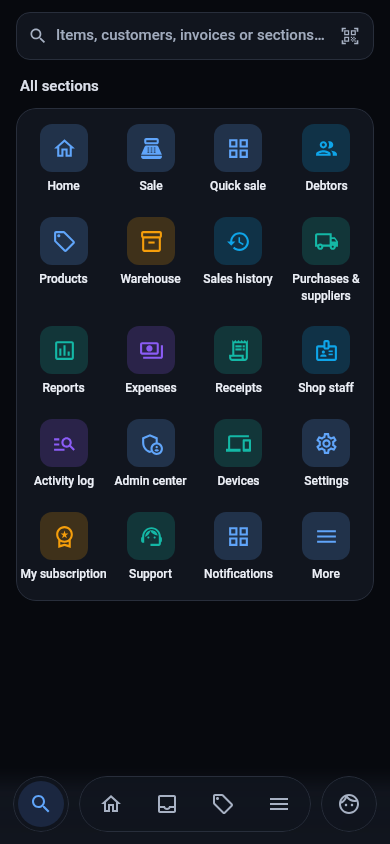 Items, customers, invoices or sections...
All sections
Home
Sale
Quick sale
Debtors
Products
Warehouse
Sales history
Purchases &
suppliers
Reports
Expenses
Receipts
Shop staff
Activity log
Admin center
Devices
Settings
My subscription
Support
Notifications
More